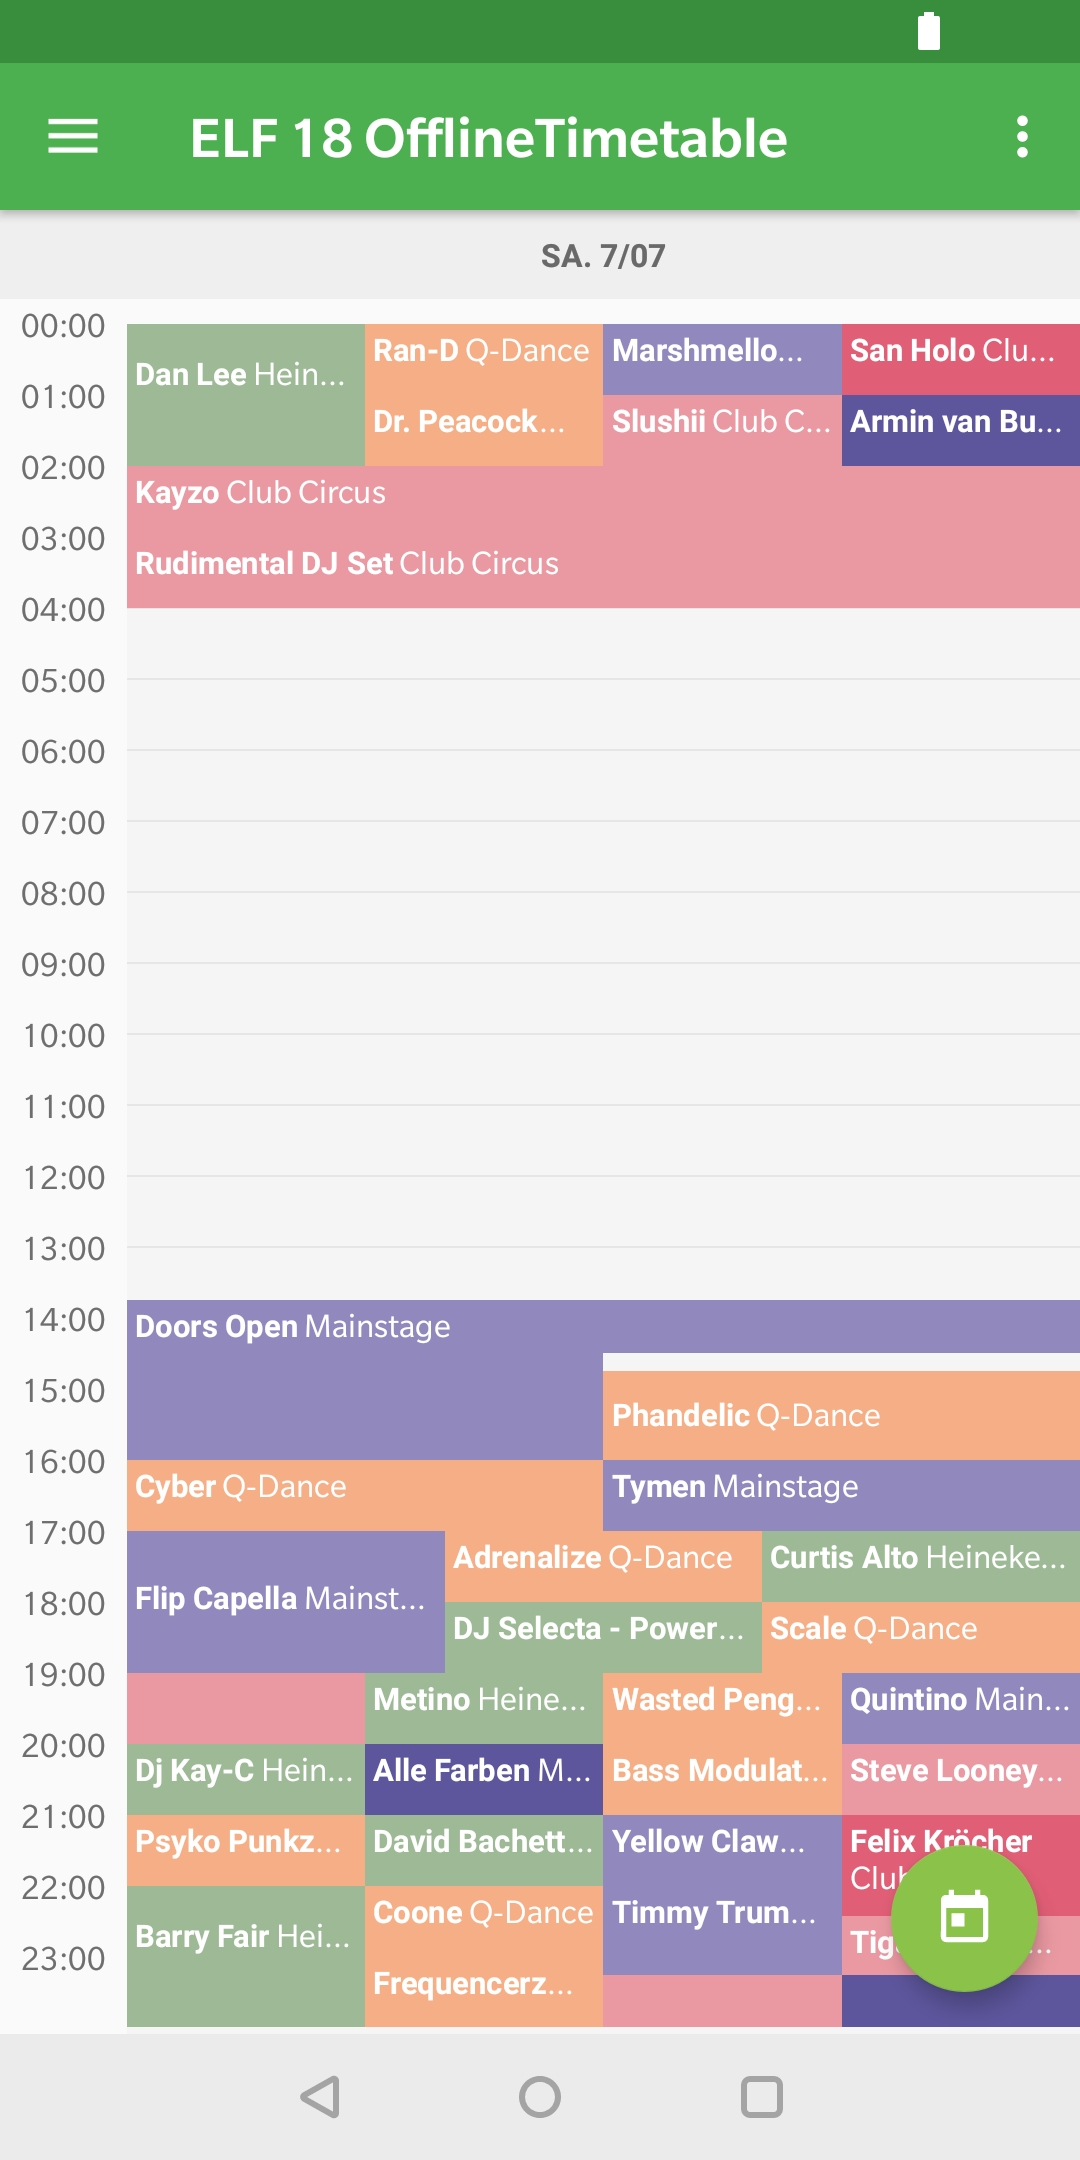 ELF 18 OfflineTimetable
SA. 7/07
00:00
Dan Lee Hein...
Ran-D Q-Dance
Marshmello...
San Holo Clu...
01:00
Dr. Peacock...
Slushii Club C...
Armin van Bu...
02:00
Kayzo Club Circus
03:00
Rudimental DJ Set Club Circus
04:00
05:00
06:00
07:00
08:00
09:00
10:00
11:00
12:00
13:00
14:00
Doors Open Mainstage
15:00
Phandelic Q-Dance
16:00
Cyber Q-Dance
Tymen Mainstage
17:00
Flip Capella Mainst...
Adrenalize Q-Dance
Curtis Alto Heineke...
18:00
DJ Selecta - Power...
Scale Q-Dance
19:00
Metino Heine...
Wasted Peng...
Quintino Main...
20:00
Dj Kay-C Hein...
Alle Farben M...
Bass Modulat...
Steve Looney...
21:00
Psyko Punkz...
David Bachett...
Yellow Claw...
Felix Kröcher
22:00
Barry Fair Hei...
Coone Q-Dance
Timmy Trum...
23:00
Frequencerz...